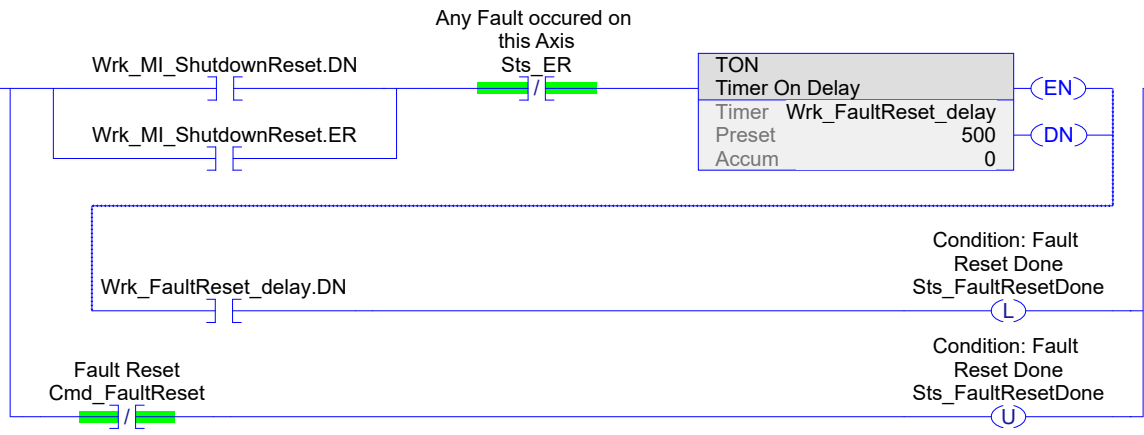 Any Fault occured on
this Axis
Wrk_MI_ShutdownReset.DN
Sts_ER
/
TON
Timer On Delay
EN
Timer Wrk_FaultReset_delay
Preset 500
DN
Wrk_MI_ShutdownReset.ER
Accum 0
Condition: Fault
Reset Done
Wrk_FaultReset_delay.DN
Sts_FaultResetDone
L
Condition: Fault
Fault Reset
Reset Done
Cmd_FaultReset
Sts_FaultResetDone
/
U